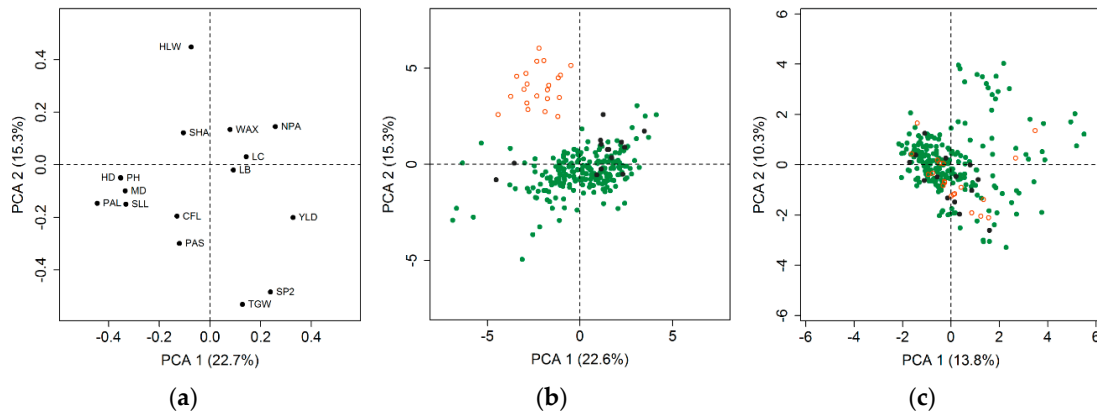 HLW
SHA
WAX
NPA
LC
LB
HD
PH
MD
PAL
SLL
CFL
PAS
YLD
SP2
TGW
0.4
0.2
0.0
-0.2
-0.4
-0.4
-0.2
0.0
0.2
0.4
PCA 2 (15.3%)
PCA 1 (22.7%)
(a)
5
0
-5
-5
0
5
PCA 2 (15.3%)
PCA 1 (22.6%)
(b)
6
4
2
0
-2
-4
-6
-6
-4
-2
0
2
4
6
PCA 2 (10.3%)
PCA 1 (13.8%)
(c)